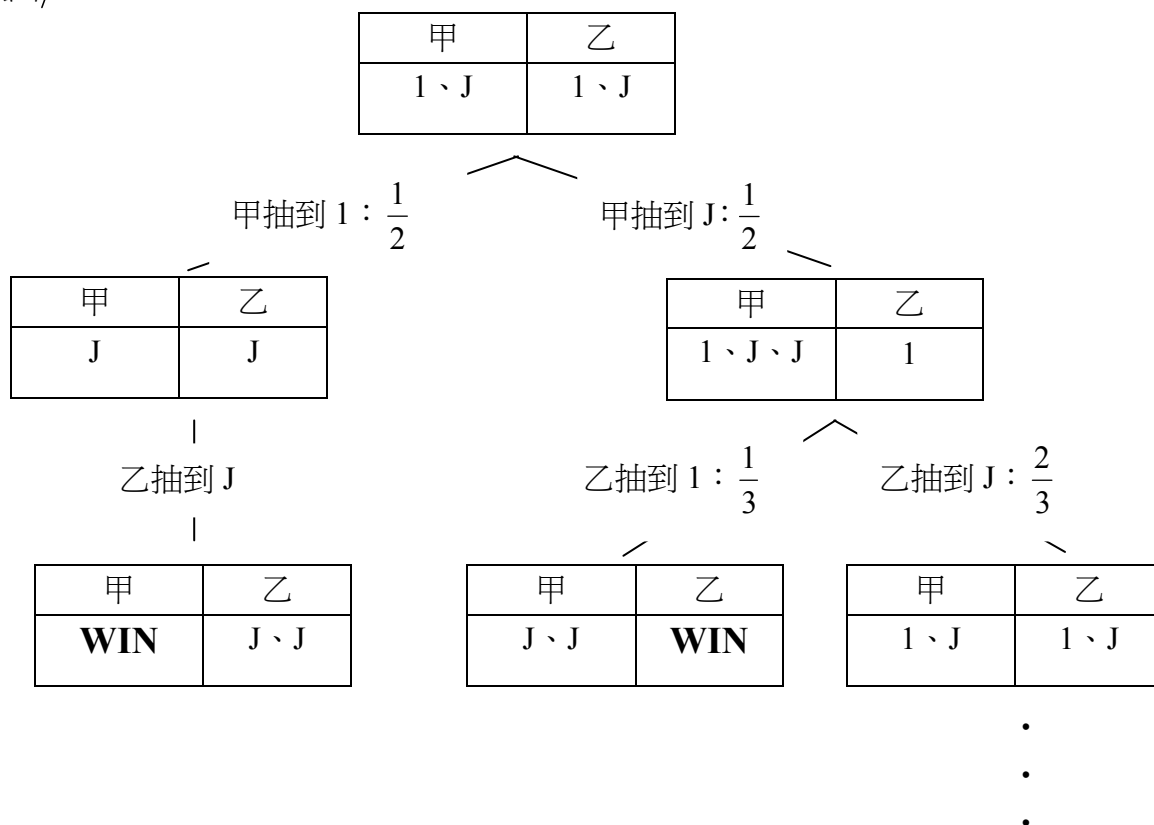 甲 乙
1、J 1、J
甲抽到 1：1/2 甲抽到 J：1/2
甲 乙
J J
甲 乙
1、J、J 1
乙抽到 J
乙抽到 1：1/3 乙抽到 J：2/3
甲 乙
WIN J、J
甲 乙
J、J WIN
甲 乙
1、J 1、J